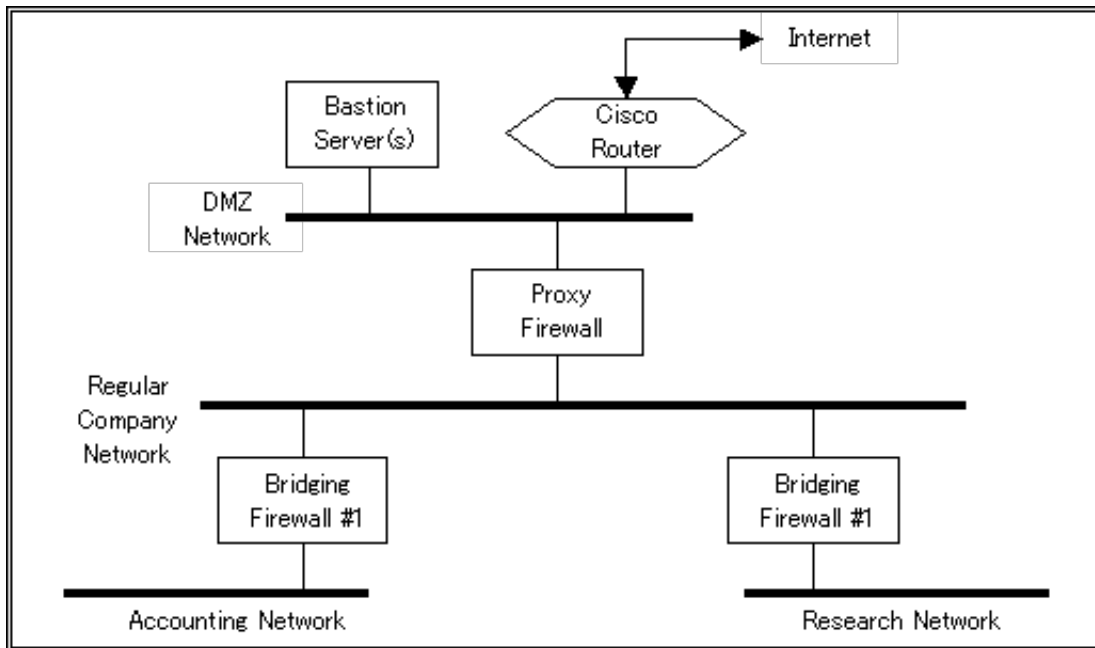 Internet
Bastion
Server(s)
Cisco
Router
DMZ
Network
Proxy
Firewall
Regular
Company
Network
Bridging
Firewall #1
Bridging
Firewall #1
Accounting Network
Research Network